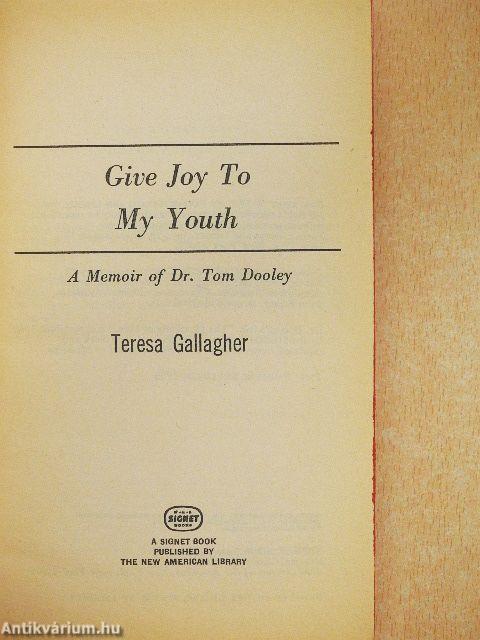 Give Joy To
My Youth
A Memoir of Dr. Tom Dooley
Teresa Gallagher
SIGNET
BOOKS
A SIGNET BOOK
PUBLISHED BY
THE NEW AMERICAN LIBRARY
Antikvárium.hu